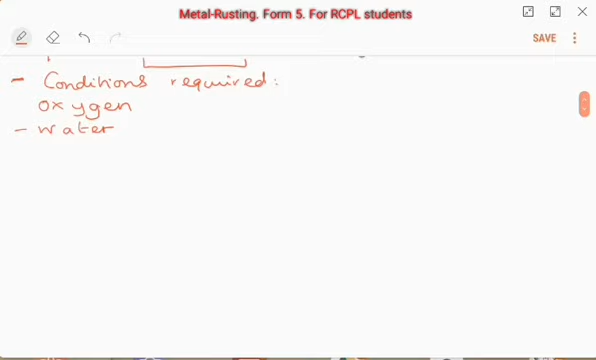 Metal-Rusting. Form 5. For RCPL students
SAVE
- Conditions required:
oxygen
- water